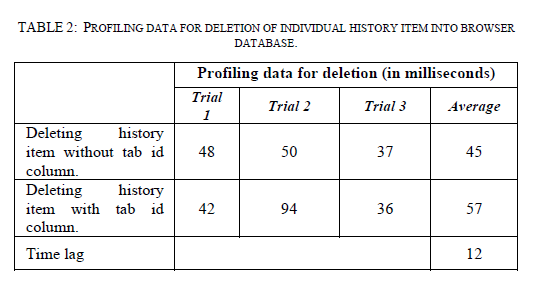 TABLE 2: PROFILING DATA FOR DELETION OF INDIVIDUAL HISTORY ITEM INTO BROWSER
DATABASE.
Profiling data for deletion (in milliseconds)
Trial
1
Trial 2
Trial 3
Average
Deleting history
item without tab id
column.
48
50
37
45
Deleting history
item with tab id
column.
42
94
36
57
Time lag
12